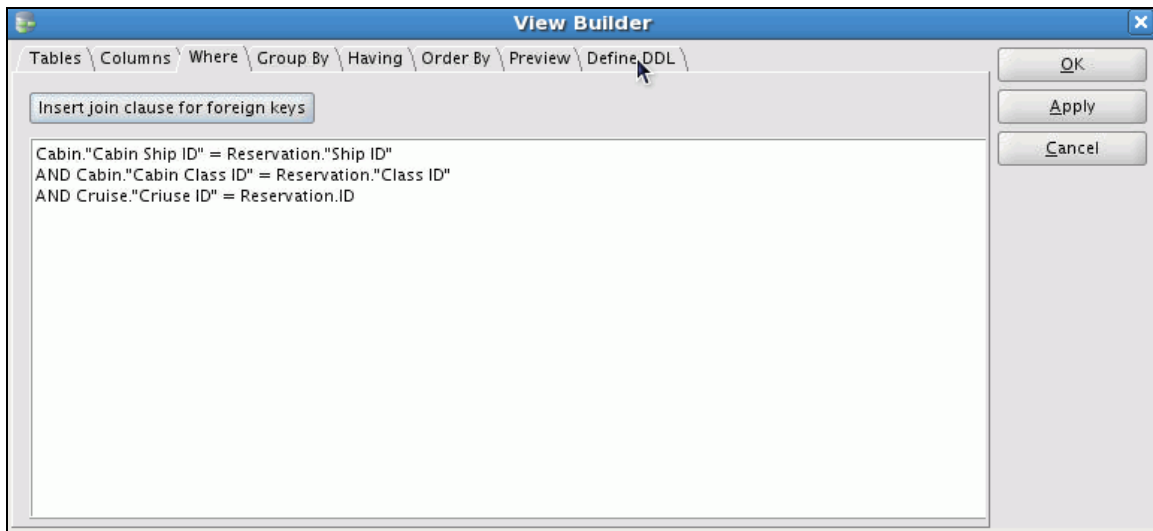 View Builder
Tables \ Columns \ Where \ Group By \ Having \ Order By \ Preview \ Define DDL \
OK
Insert join clause for foreign keys
Apply
Cabin."Cabin Ship ID" = Reservation."Ship ID"
Cancel
AND Cabin."Cabin Class ID" = Reservation."Class ID"
AND Cruise."Criuse ID" = Reservation.ID